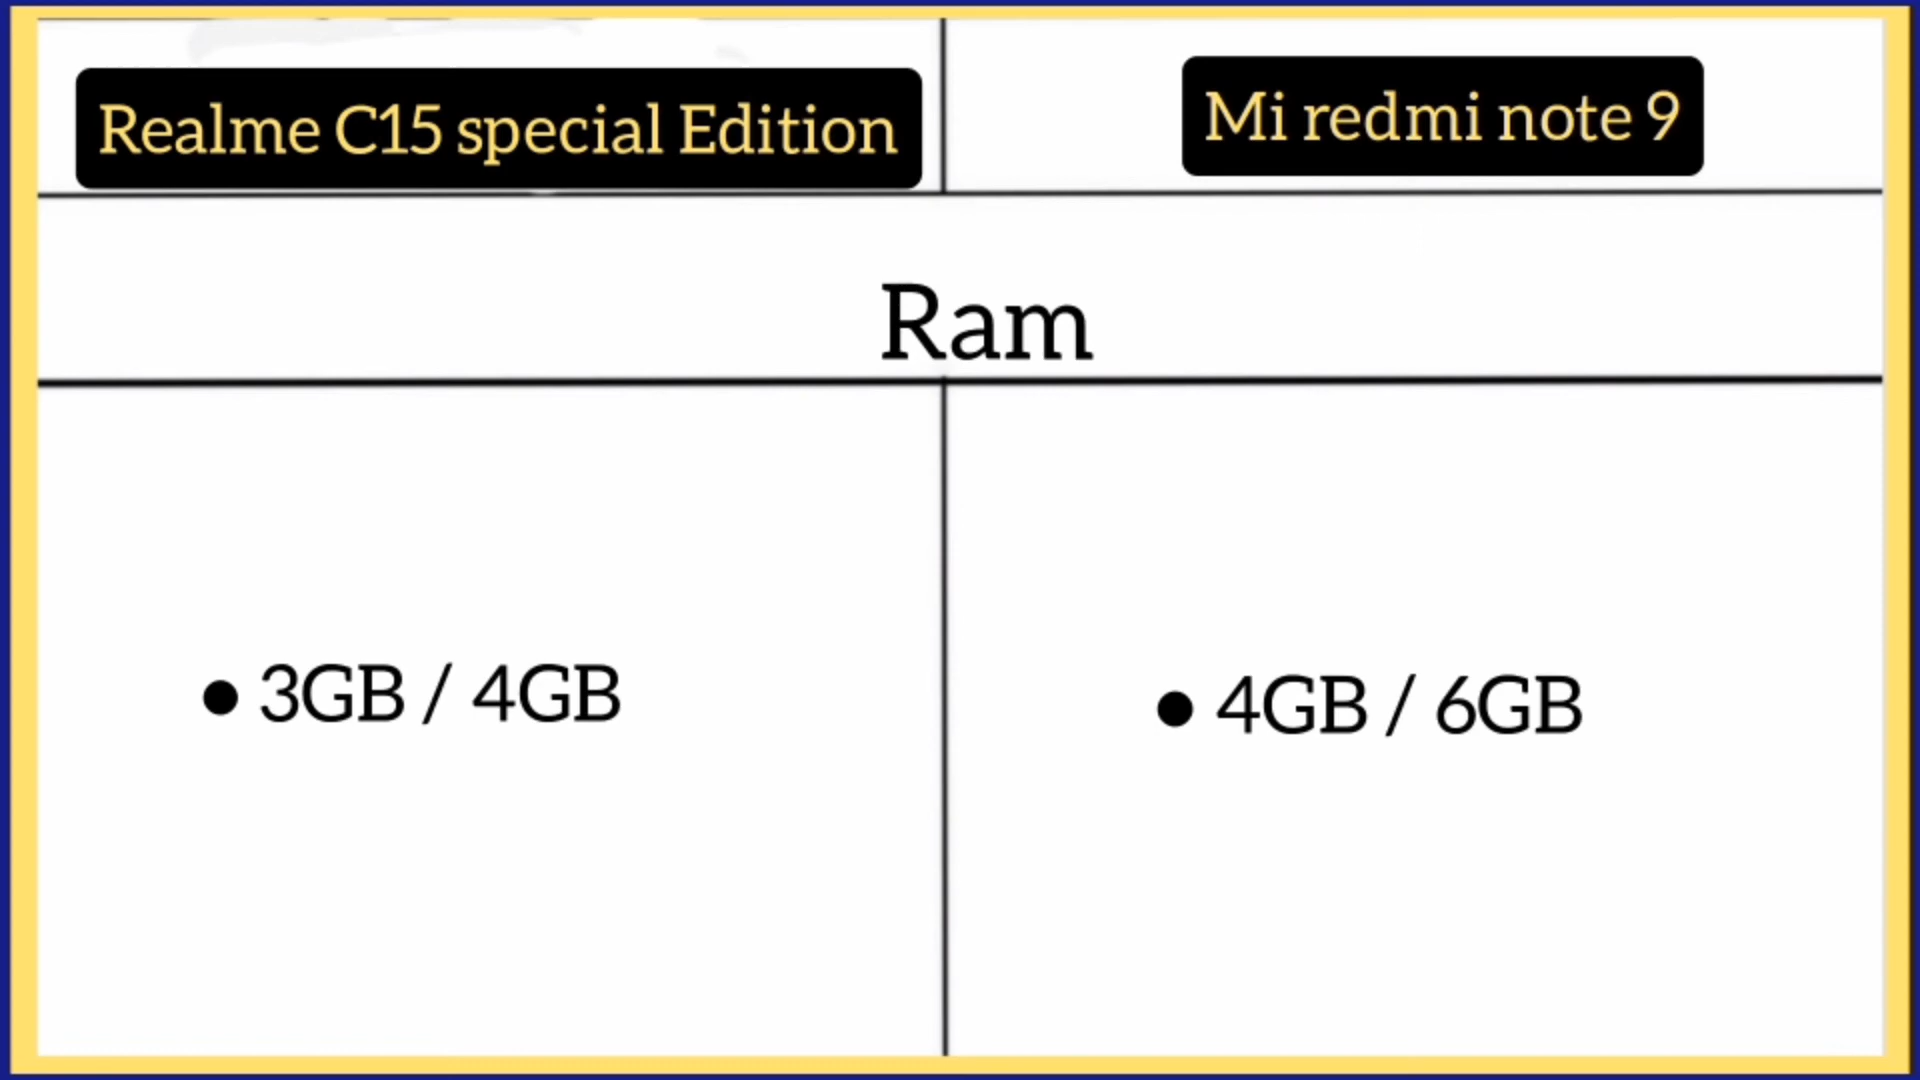 Realme C15 special Edition
Mi redmi note 9
Ram
• 3GB / 4GB
• 4GB / 6GB